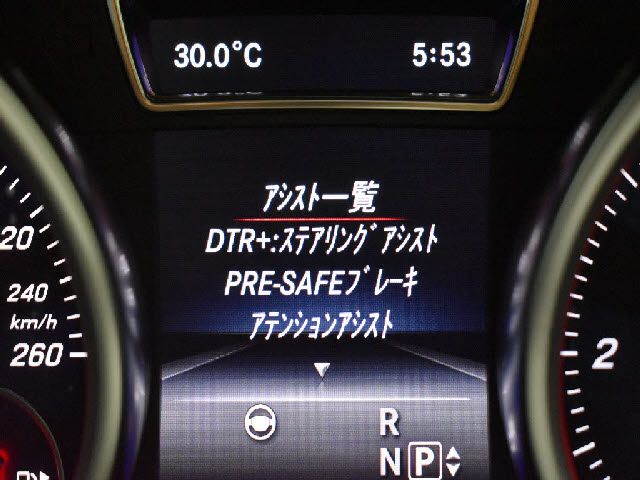 30.0°C 5:53
アシスト一覧
DTR+:ステアリングアシスト
PRE-SAFEブレーキ
アテンションアシスト
20
240
km/h
260
2
R
N P